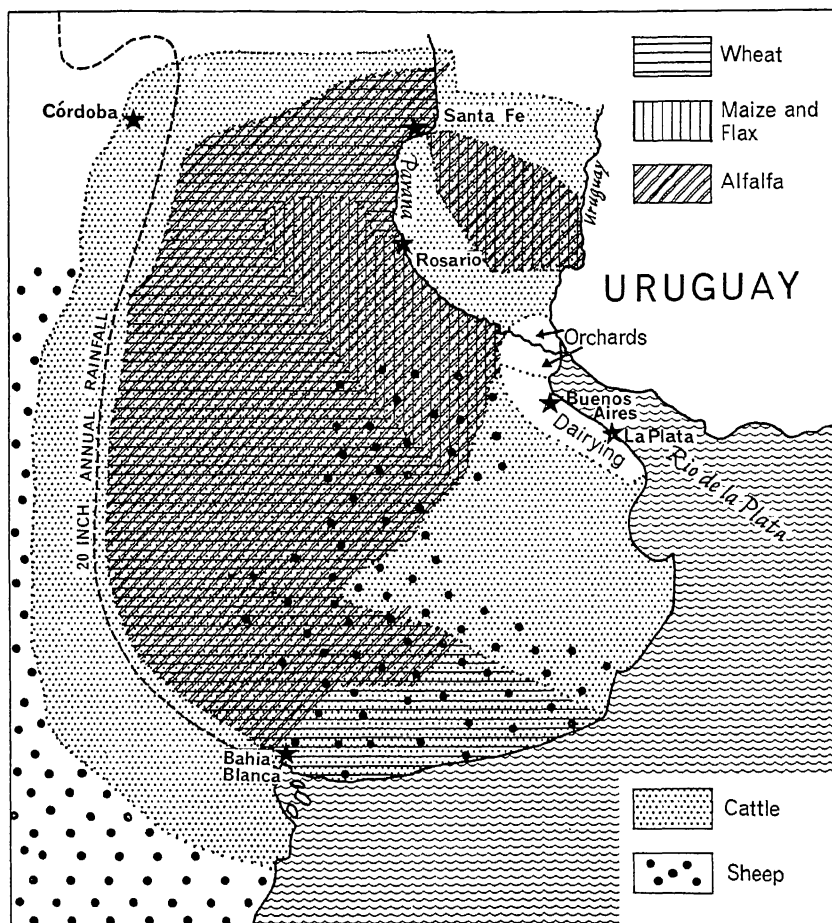 Wheat
Maize and
Flax
Alfalfa
Córdoba
Santa Fe
Parana
Uruguay
Rosario
URUGUAY
Orchards
20 INCH ANNUAL RAINFALL
Buenos
Aires
La Plata
Dairying
Rio de la Plata
Bahia
Blanca
Cattle
Sheep